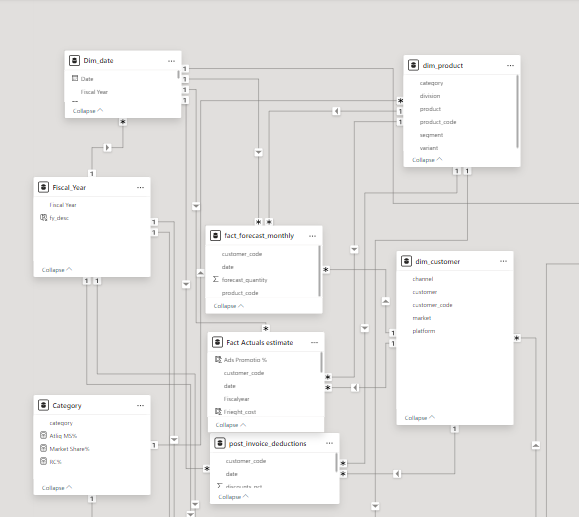 Dim_date
Date
Fiscal Year
Collapse
dim_product
category
division
product
product_code
segment
variant
Collapse
Fiscal_Year
Fiscal Year
fy_desc
Collapse
fact_forecast_monthly
customer_code
date
forecast_quantity
product_code
Collapse
dim_customer
channel
customer
customer_code
market
platform
Collapse
Fact Actuals estimate
Ads Promotio %
customer_code
date
Fiscalyear
Frieght_cost
Collapse
Category
category
Atliq MS%
Market Share%
RC%
Collapse
post_invoice_deductions
customer_code
date
discounts_pct
Collapse